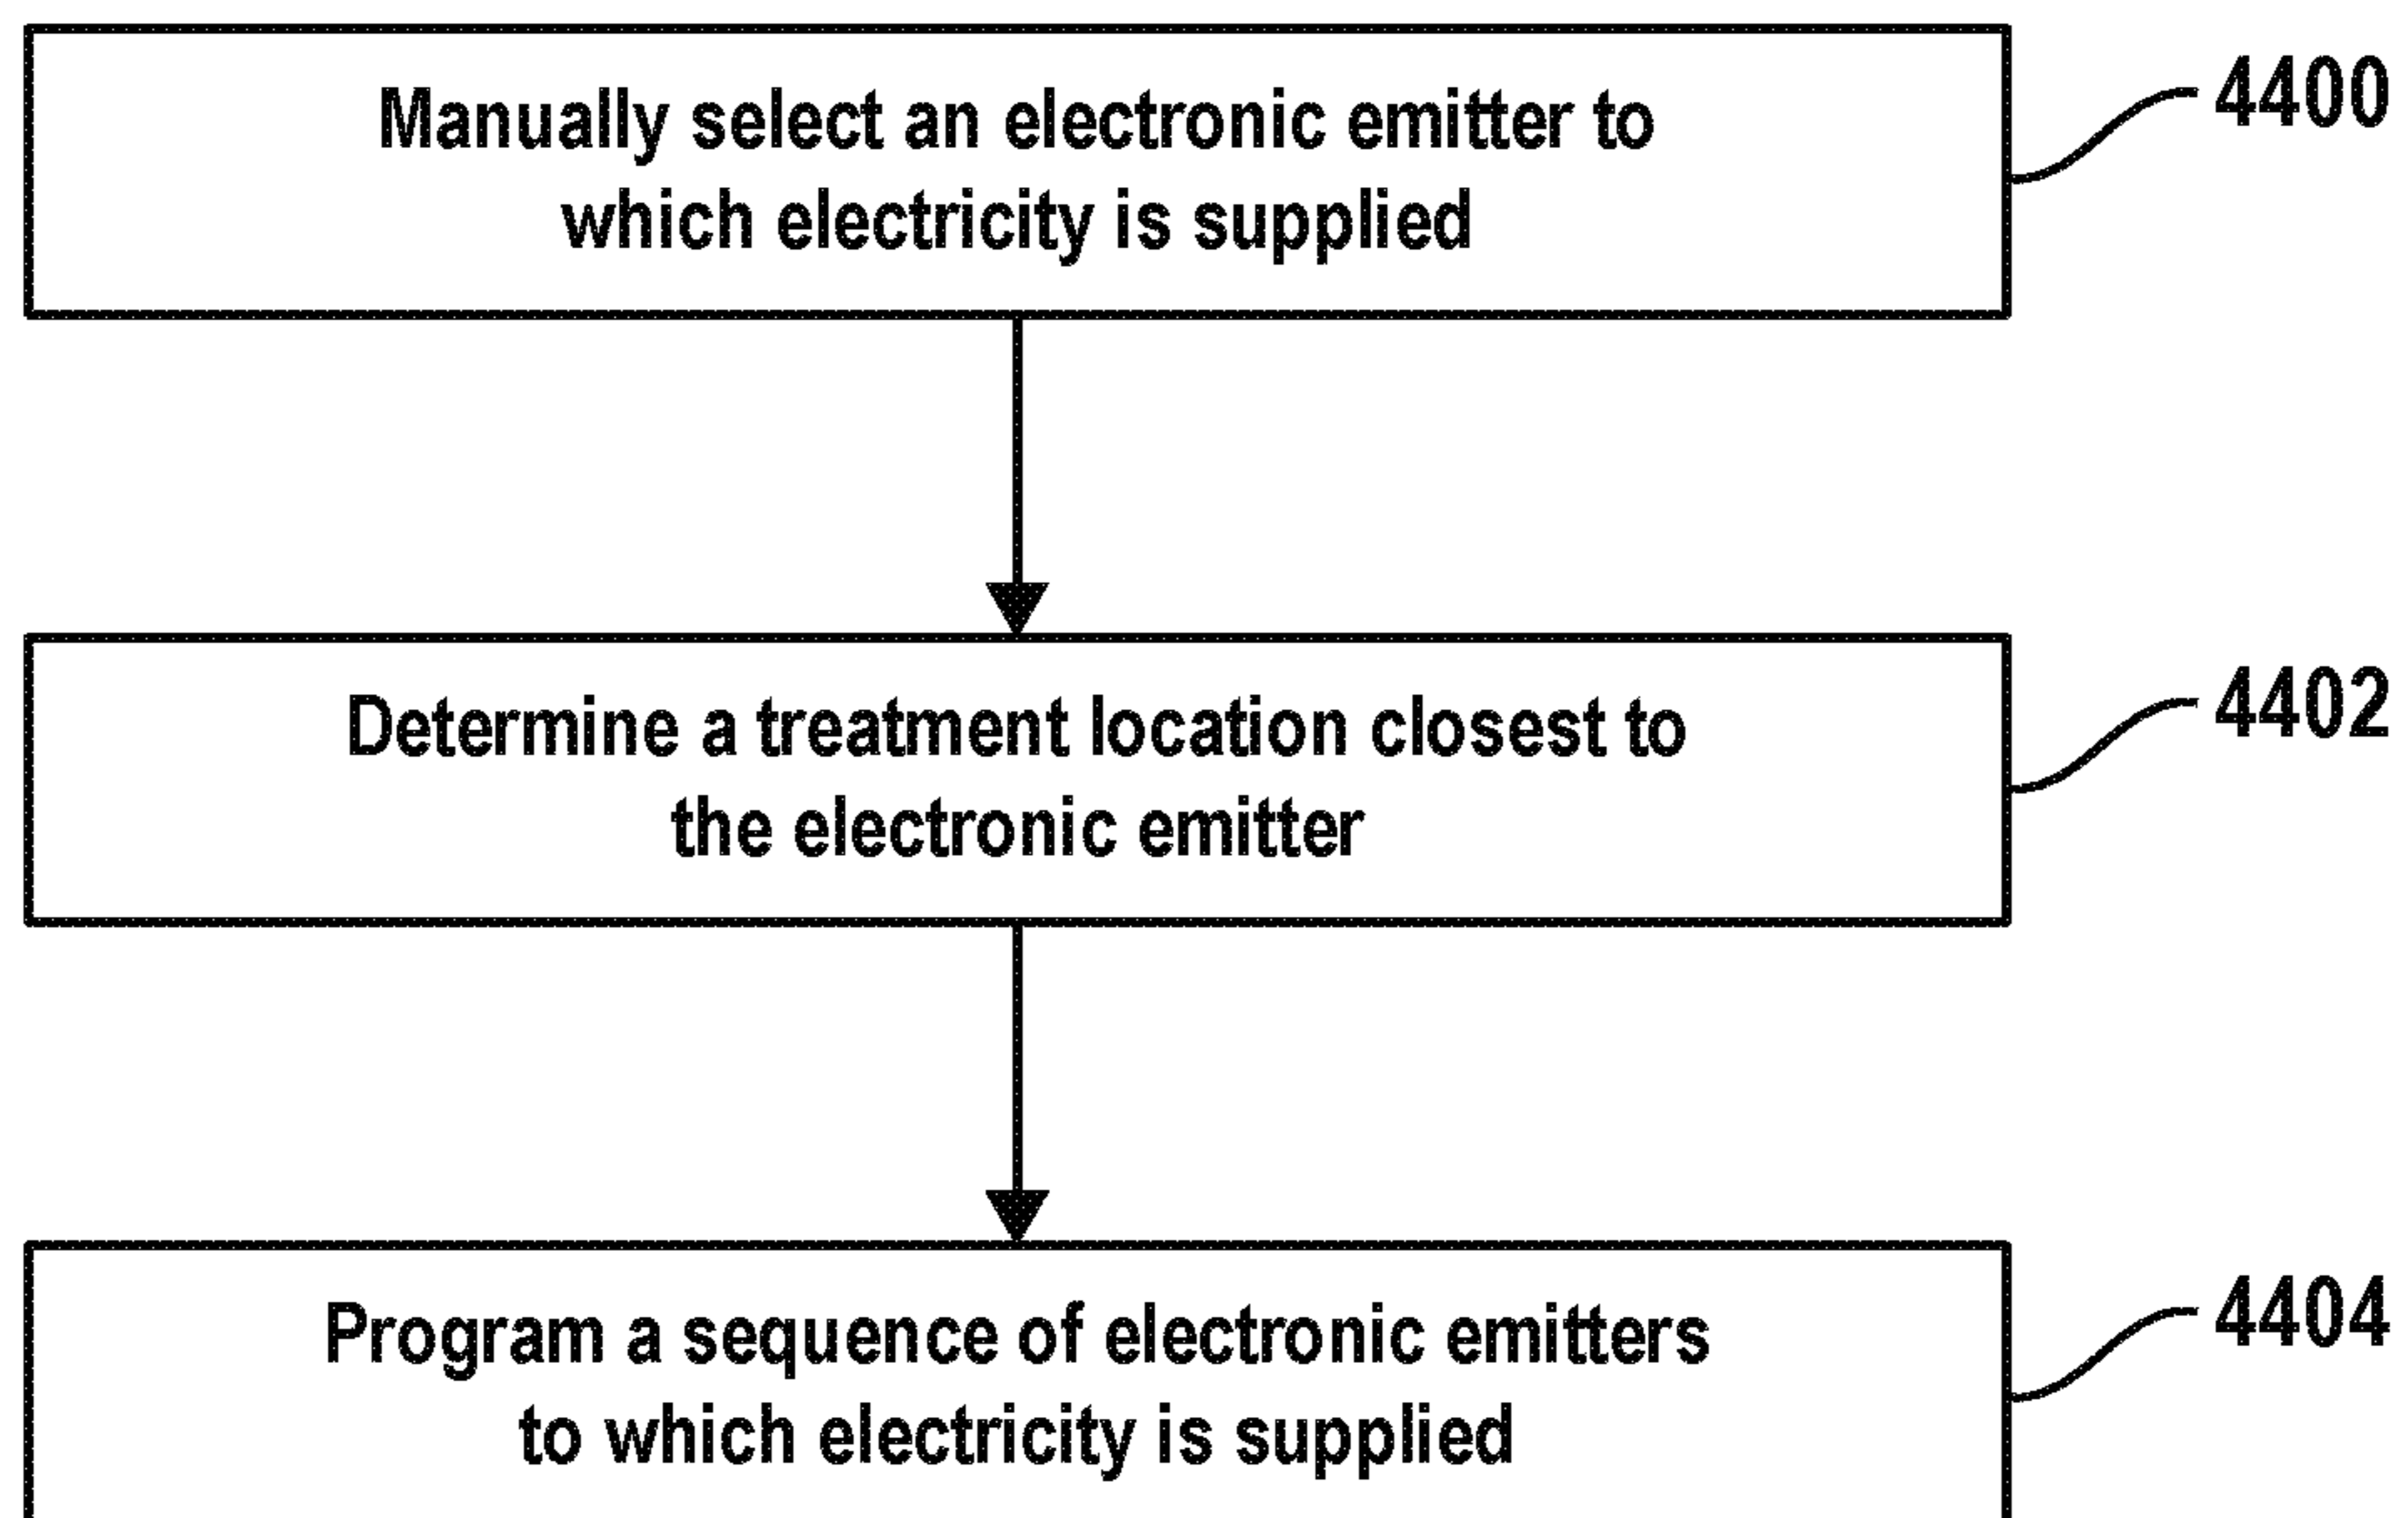 Manually select an electronic emitter to
which electricity is supplied
4400
Determine a treatment location closest to
the electronic emitter
4402
Program a sequence of electronic emitters
to which electricity is supplied
4404